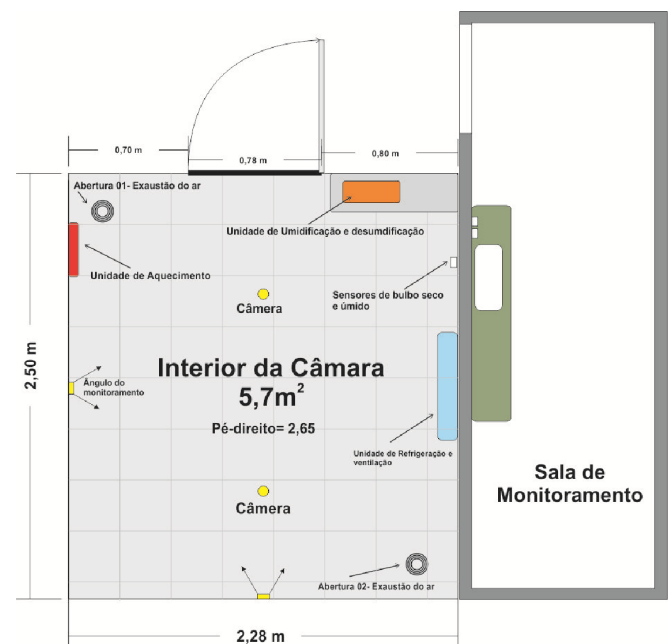 0,70 m
0,78 m
0,80 m
Abertura 01- Exaustão do ar
Unidade de Umidificação e desumdificação
Unidade de Aquecimento
Sensores de bulbo seco
e úmido
Câmera
2,50 m
Interior da Câmara
5,7m²
Pé-direito= 2,65
Ângulo do
monitoramento
Unidade de Refrigeração e
ventilação
Sala de
Monitoramento
Câmera
Abertura 02- Exaustão do ar
2,28 m